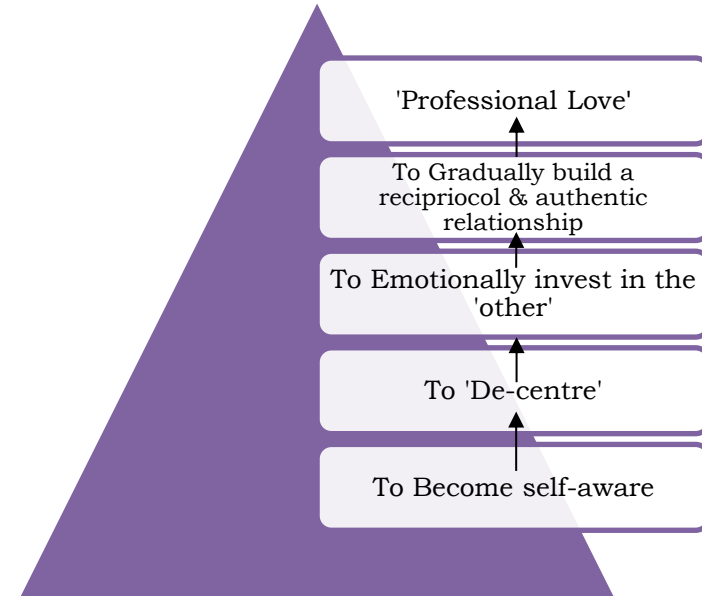 'Professional Love'
To Gradually build a
recipriocol & authentic
relationship
To Emotionally invest in the
'other'
To 'De-centre'
To Become self-aware